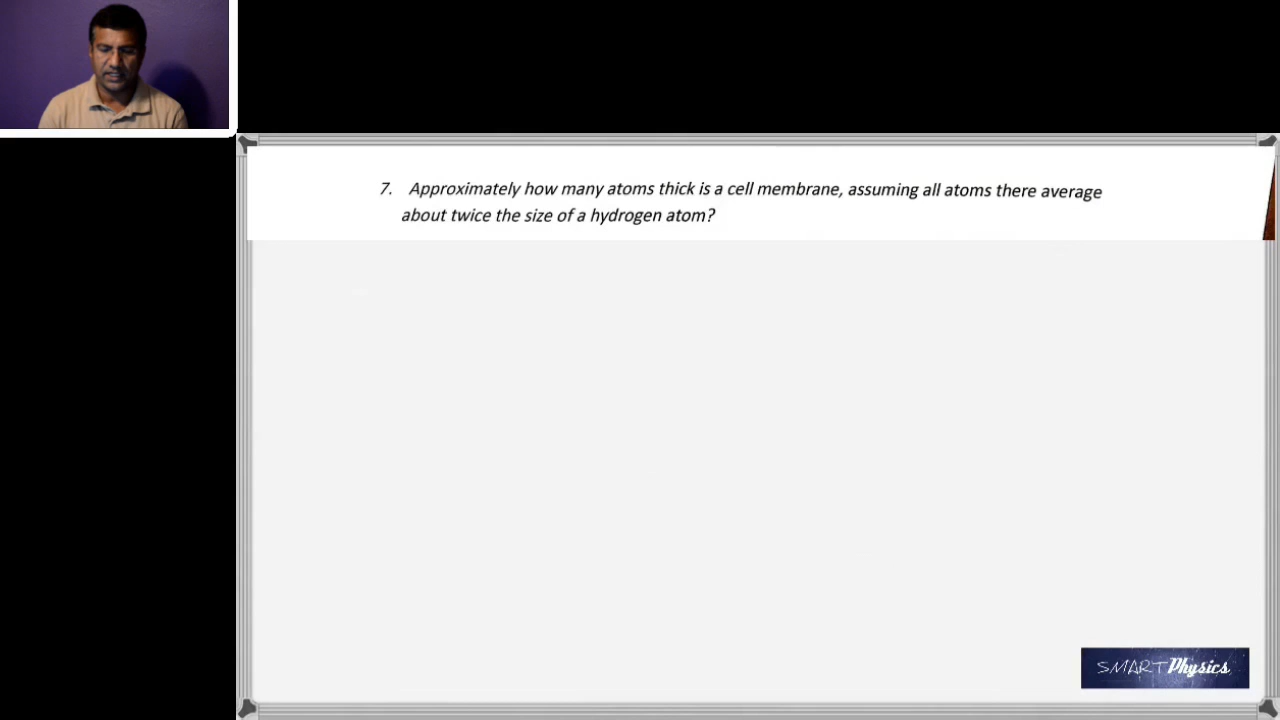 7. Approximately how many atoms thick is a cell membrane, assuming all atoms there average
about twice the size of a hydrogen atom?
SMART Physics